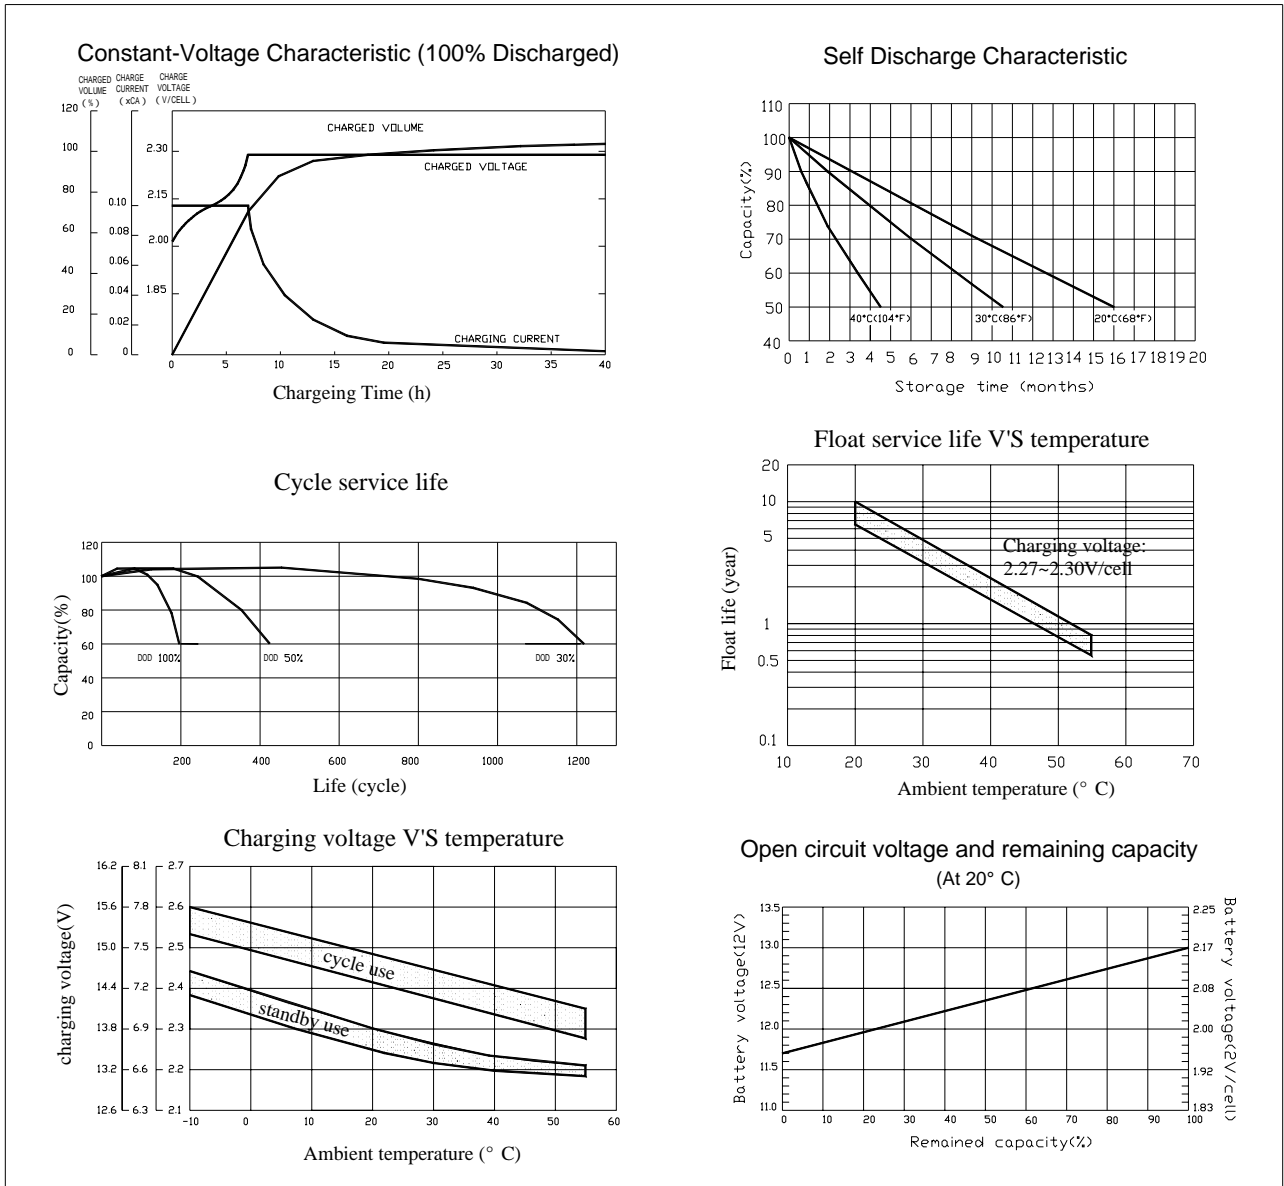 Constant-Voltage Characteristic (100% Discharged)
CHARGED CHARGE CHARGE
VOLUME CURRENT VOLTAGE
(%) (xCA) (V/CELL)
120
100
80
60
40
20
0
0.10
0.08
0.06
0.04
0.02
0
2.30
2.15
2.00
1.85
CHARGED VOLUME
CHARGED VOLTAGE
CHARGING CURRENT
0 5 10 15 20 25 30 35 40
Chargeing Time (h)
Self Discharge Characteristic
110
100
90
80
70
60
50
40
Capacity(%)
40°C(104°F) 30°C(86°F) 20°C(68°F)
0 1 2 3 4 5 6 7 8 9 10 11 12 13 14 15 16 17 18 19 20
Storage time (months)
Cycle service life
120
100
80
60
40
20
0
Capacity(%)
DOD 100% DOD 50% DOD 30%
200 400 600 800 1000 1200
Life (cycle)
Float service life V'S temperature
20
10
5
1
0.5
0.1
Float life (year)
Charging voltage:
2.27~2.30V/cell
10 20 30 40 50 60 70
Ambient temperature (° C)
Charging voltage V'S temperature
16.2 8.1 2.7
15.6 7.8 2.6
15.0 7.5 2.5
14.4 7.2 2.4
13.8 6.9 2.3
13.2 6.6 2.2
12.6 6.3 2.1
charging voltage(V)
cycle use
standby use
-10 0 10 20 30 40 50 60
Ambient temperature (° C)
Open circuit voltage and remaining capacity
(At 20° C)
13.5
13.0
12.5
12.0
11.5
11.0
Battery voltage(12V)
2.25
2.17
2.08
2.00
1.92
1.83
Battery voltage(2V/cell)
0 10 20 30 40 50 60 70 80 90 100
Remained capacity(%)